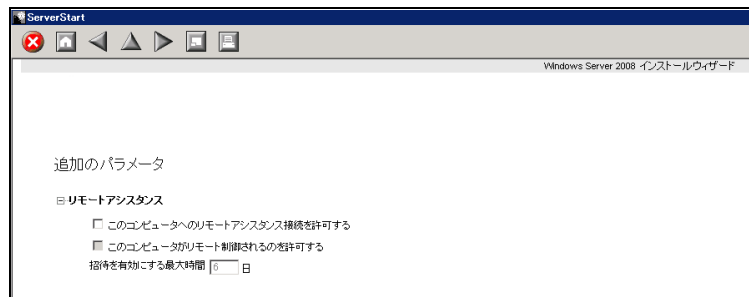 ServerStart
Windows Server 2008 インストールウィザード
追加のパラメータ
リモートアシスタンス
このコンピュータへのリモートアシスタンス接続を許可する
このコンピュータがリモート制御されるのを許可する
招待を有効にする最大時間 6 日